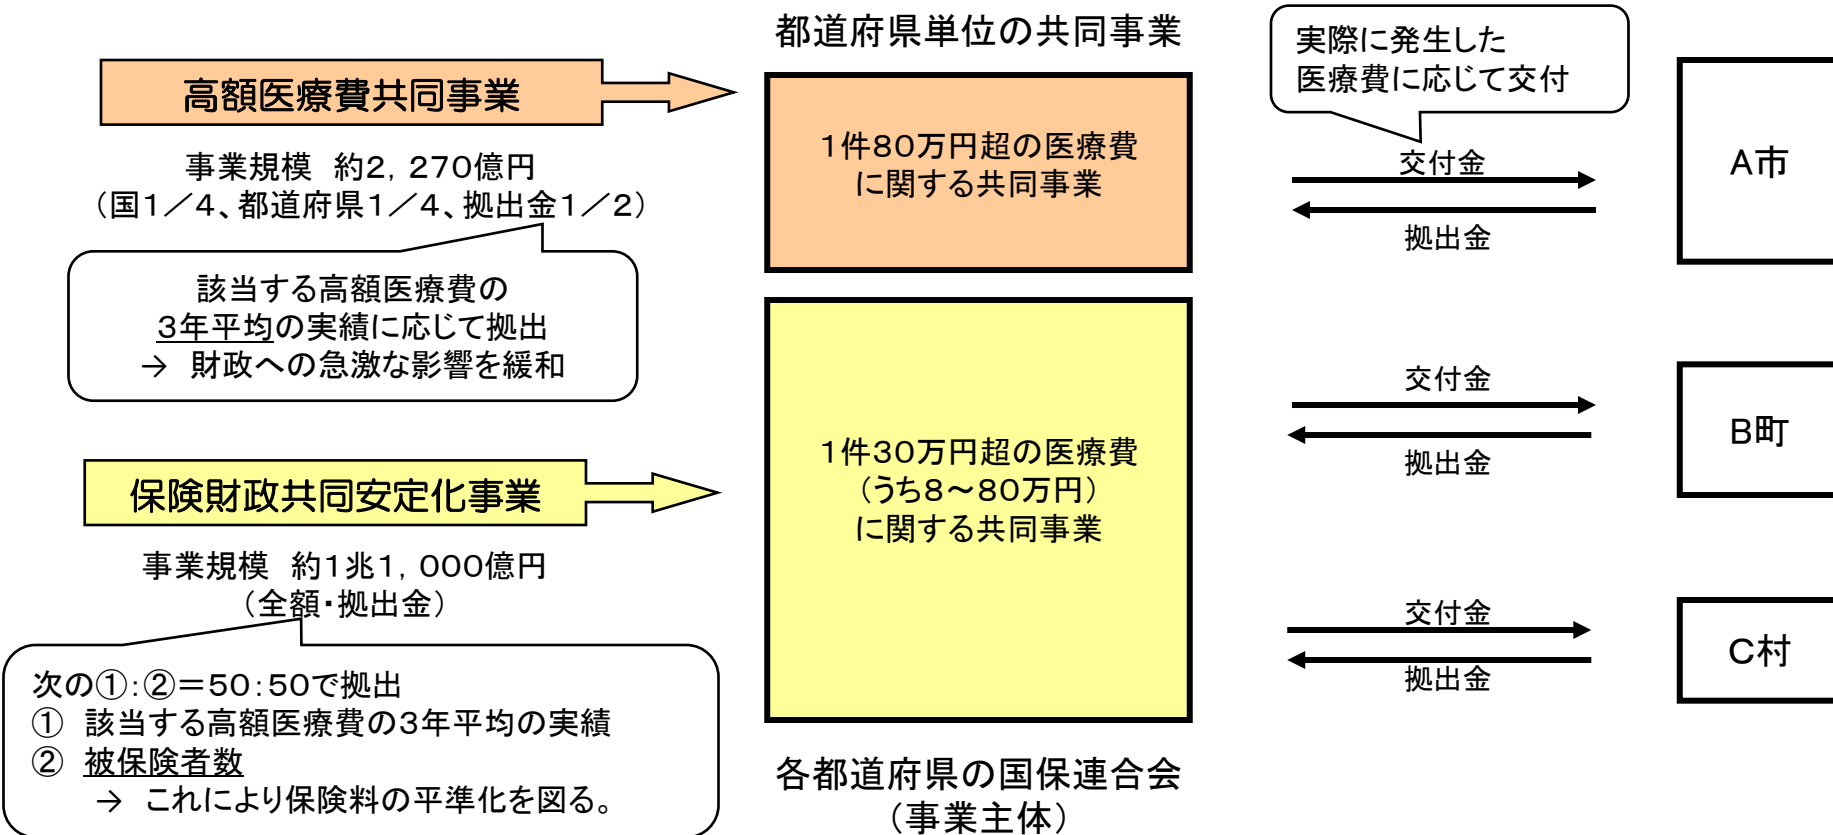 都道府県単位の共同事業
高額医療費共同事業
事業規模 約2,270億円
（国1／4、都道府県1／4、拠出金1／2）
該当する高額医療費の
3年平均の実績に応じて拠出
→ 財政への急激な影響を緩和
保険財政共同安定化事業
事業規模 約1兆1,000億円
（全額・拠出金）
次の①:②=50:50で拠出
① 該当する高額医療費の3年平均の実績
② 被保険者数
→ これにより保険料の平準化を図る。
1件80万円超の医療費
に関する共同事業
1件30万円超の医療費
（うち8～80万円）
に関する共同事業
各都道府県の国保連合会
（事業主体）
実際に発生した
医療費に応じて交付
交付金
拠出金
A市
交付金
拠出金
B町
交付金
拠出金
C村